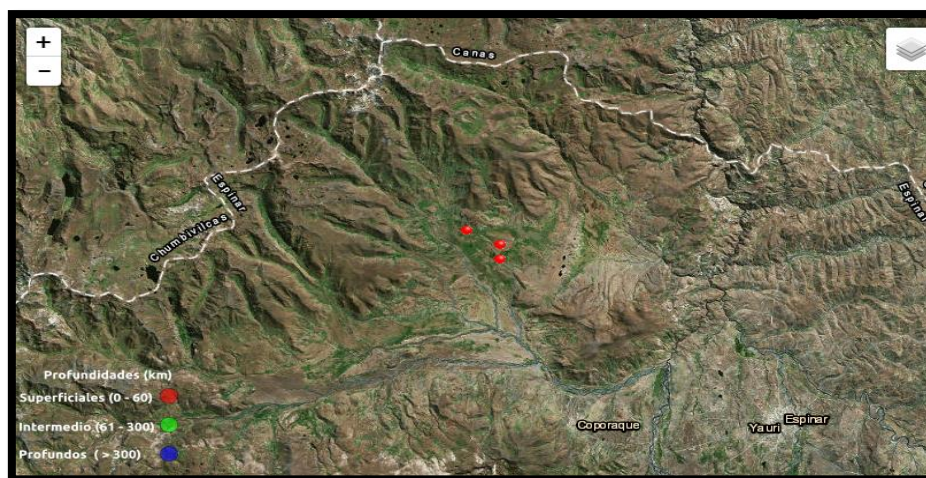 +
−
Canas
Espinar
Chumbivilcas
Espinar
Profundidades (km)
Superficiales (0 - 60)
Intermedio (61 - 300)
Profundos ( > 300)
Coporaque
Yauri
Espinar